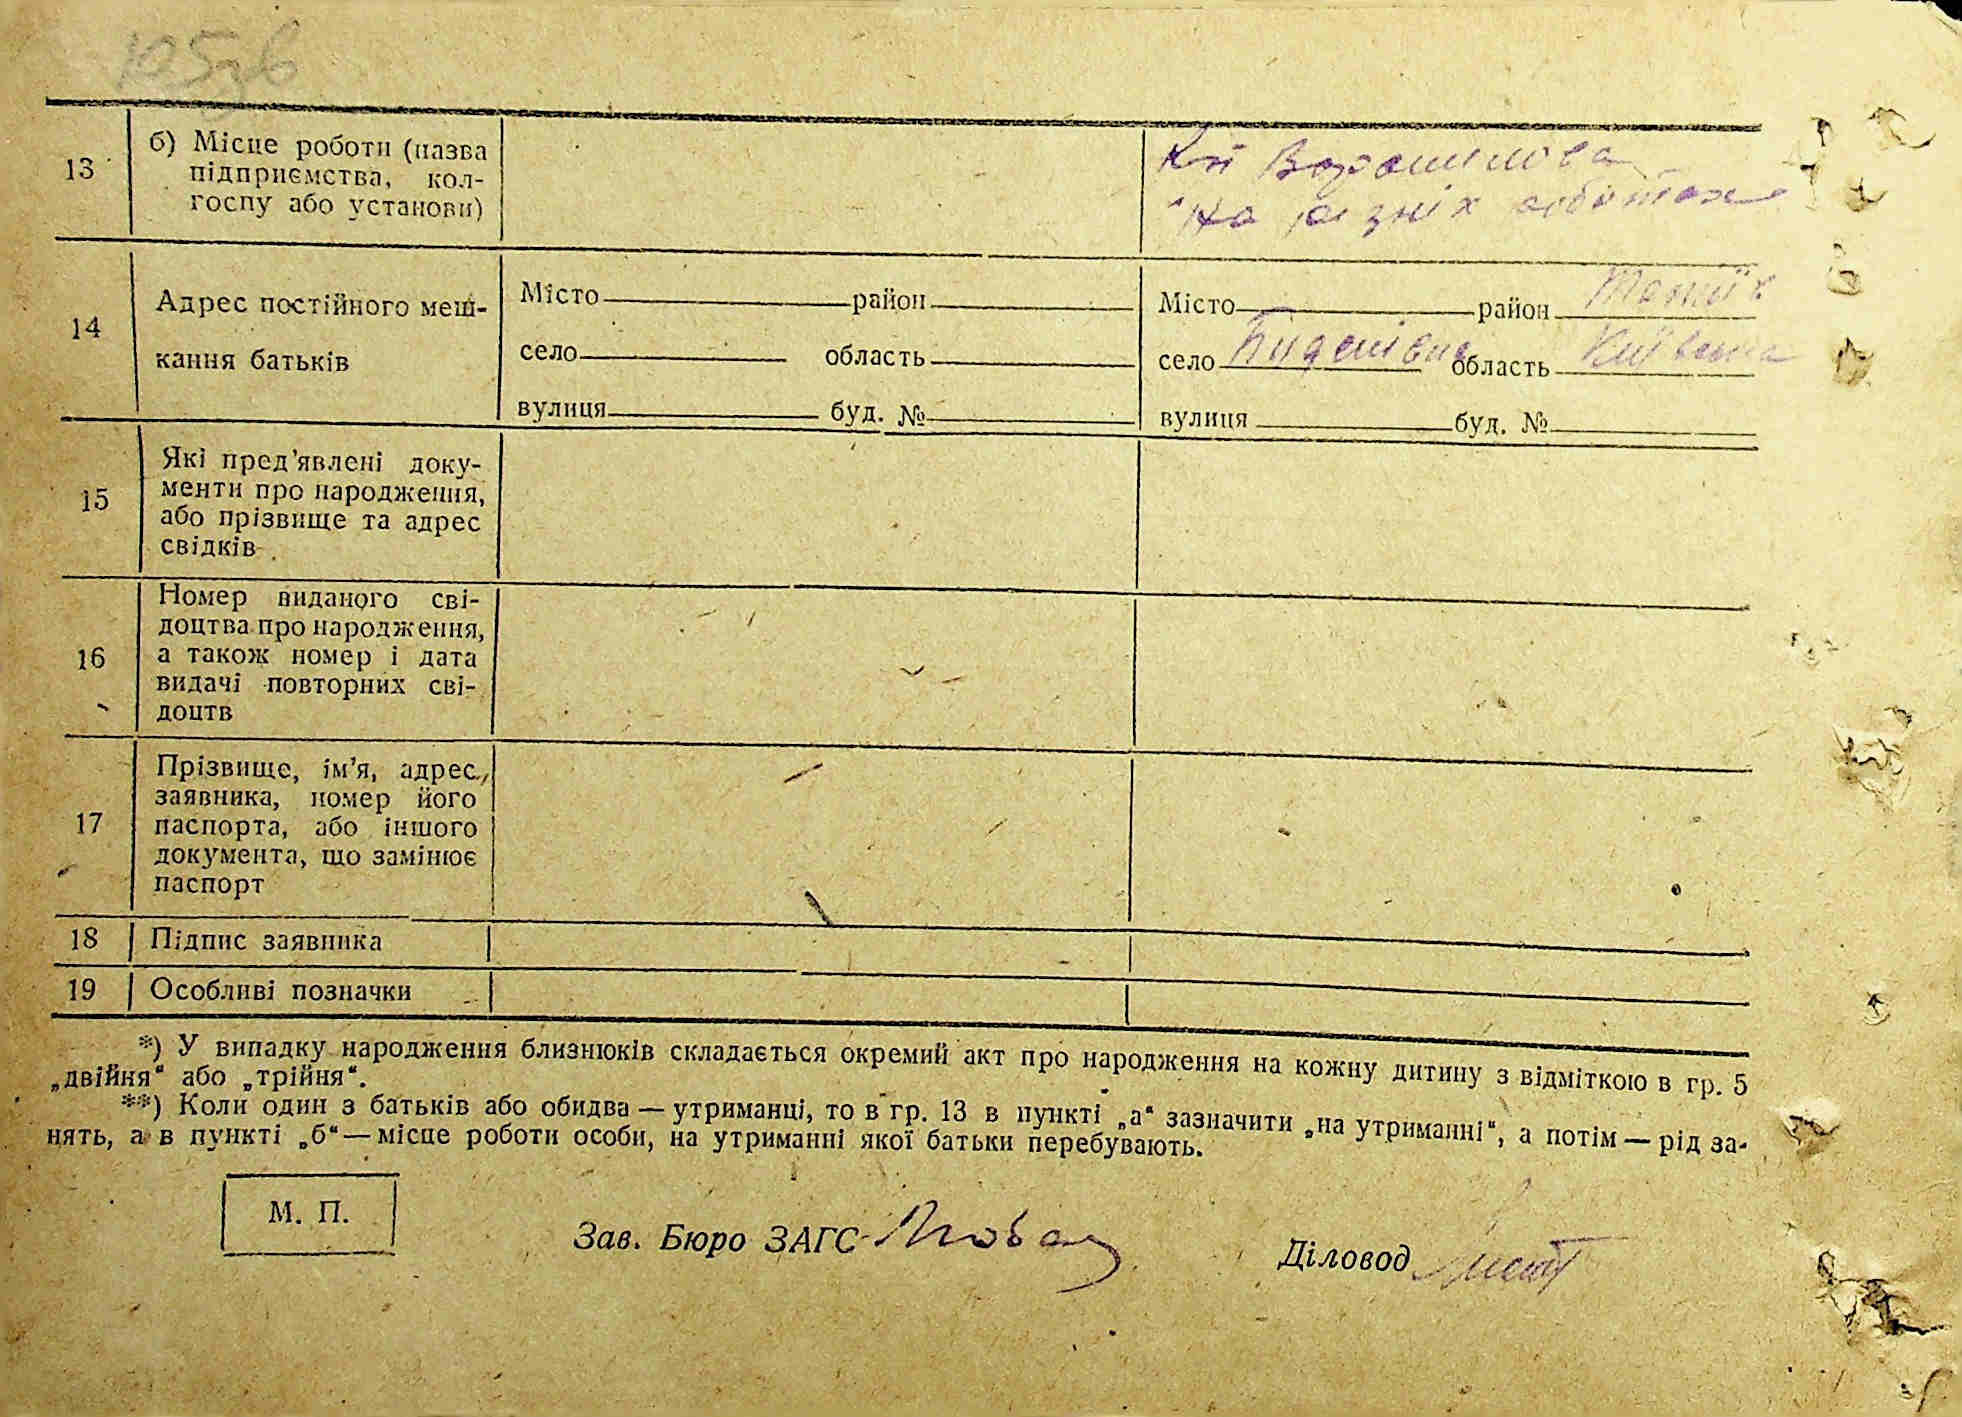 105зв
13
б) Місце роботи (назва
підприємства, кол-
госпу або установи)
Ворошилова
на різніх роботах
14
Адрес постійного меш-
кання батьків
Місто район
село область
вулиця буд. №
Місто район
село область Київська
вулиця буд. №
15
Які пред’явлені доку-
менти про народження,
або прізвище та адрес
свідків
16
Номер виданого сві-
доцтва про народження,
а також номер і дата
видачі повторних сві-
доцтв
17
Прізвище, ім’я, адрес,
заявника, номер його
паспорта, або іншого
документа, що замінює
паспорт
18 Підпис заявника
19 Особливі позначки
*) У випадку народження близнюків складається окремий акт про народження на кожну дитину з відміткою в гр. 5
„двійня“ або „трійня“.
**) Коли один з батьків або обидва — утриманці, то в гр. 13 в пункті „а“ зазначити „на утриманні“, а потім — рід за-
нять, а в пункті „б“ — місце роботи особи, на утриманні якої батьки перебувають.
М. П.
Зав. Бюро ЗАГС
Діловод